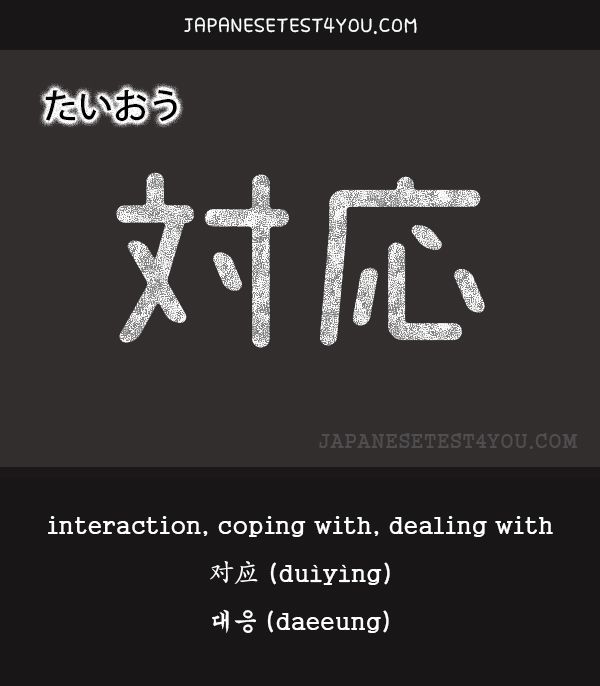 JAPANESETEST4YOU.COM
たいおう
対応
JAPANESETEST4YOU.COM
interaction, coping with, dealing with
对应 (duìyìng)
대응 (daeeung)